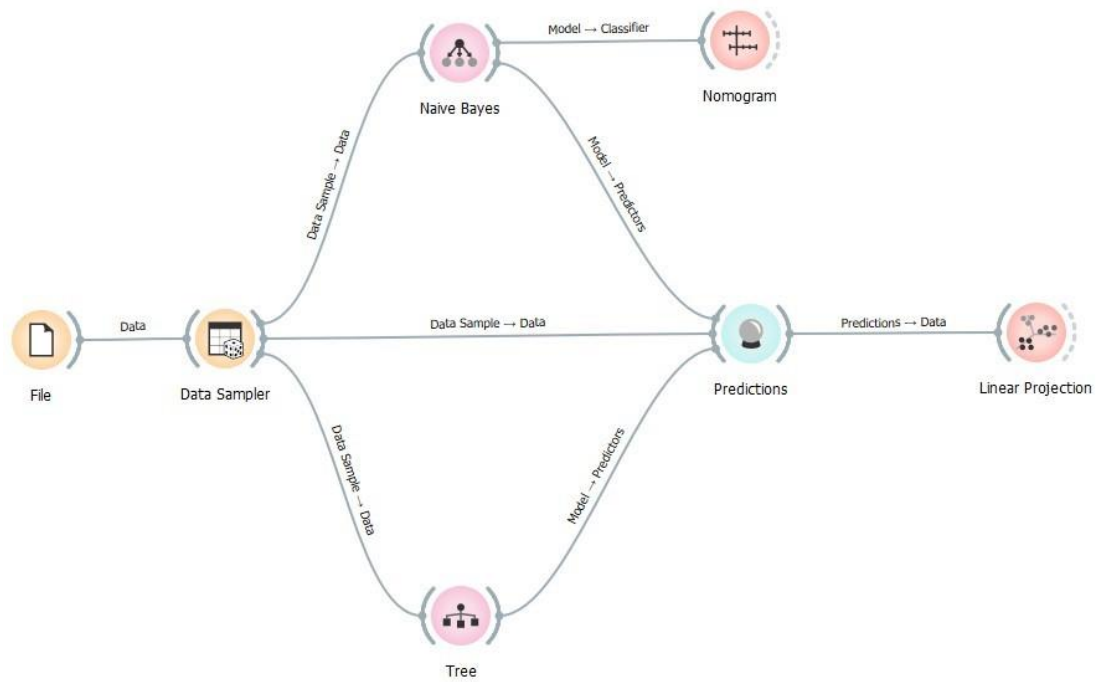 Model → Classifier
Naive Bayes
Nomogram
Data Sample → Data
Model → Predictors
Data
Data Sample → Data
Predictions → Data
File
Data Sampler
Predictions
Linear Projection
Data Sample → Data
Model → Predictors
Tree